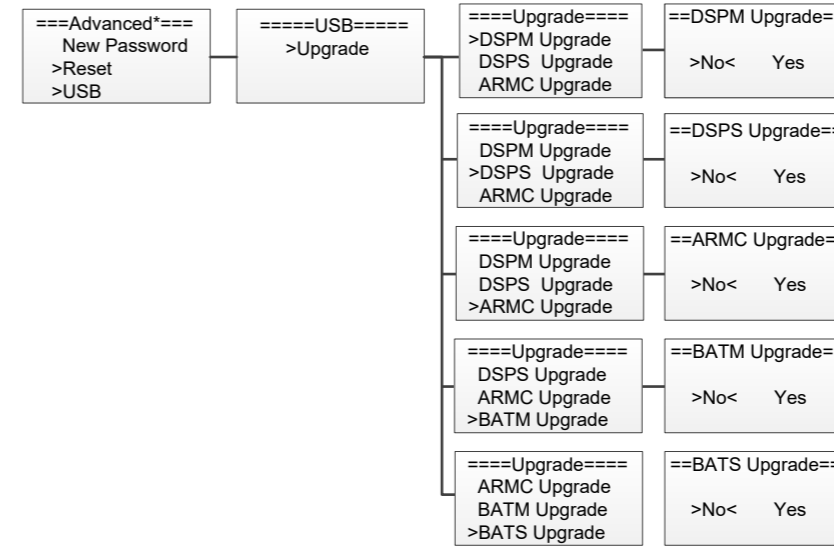 ===Advanced*===
New Password
>Reset
>USB
=====USB=====
>Upgrade
====Upgrade====
>DSPM Upgrade
DSPS Upgrade
ARMC Upgrade
==DSPM Upgrade=
>No< Yes
====Upgrade====
DSPM Upgrade
>DSPS Upgrade
ARMC Upgrade
==DSPS Upgrade==
>No< Yes
====Upgrade====
DSPM Upgrade
DSPS Upgrade
>ARMC Upgrade
==ARMC Upgrade=
>No< Yes
====Upgrade====
DSPS Upgrade
ARMC Upgrade
>BATM Upgrade
==BATM Upgrade=
>No< Yes
====Upgrade====
ARMC Upgrade
BATM Upgrade
>BATS Upgrade
==BATS Upgrade==
>No< Yes